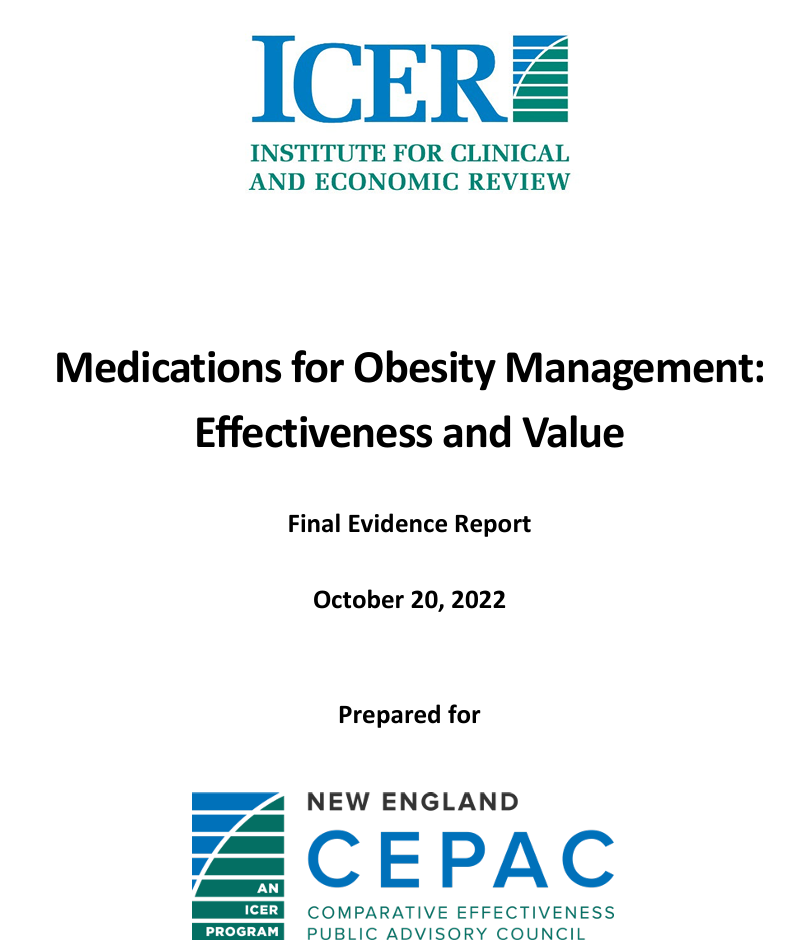 ICER
INSTITUTE FOR CLINICAL
AND ECONOMIC REVIEW
Medications for Obesity Management:
Effectiveness and Value
Final Evidence Report
October 20, 2022
Prepared for
NEW ENGLAND
CEPAC
COMPARATIVE EFFECTIVENESS
PUBLIC ADVISORY COUNCIL
AN
ICER
PROGRAM